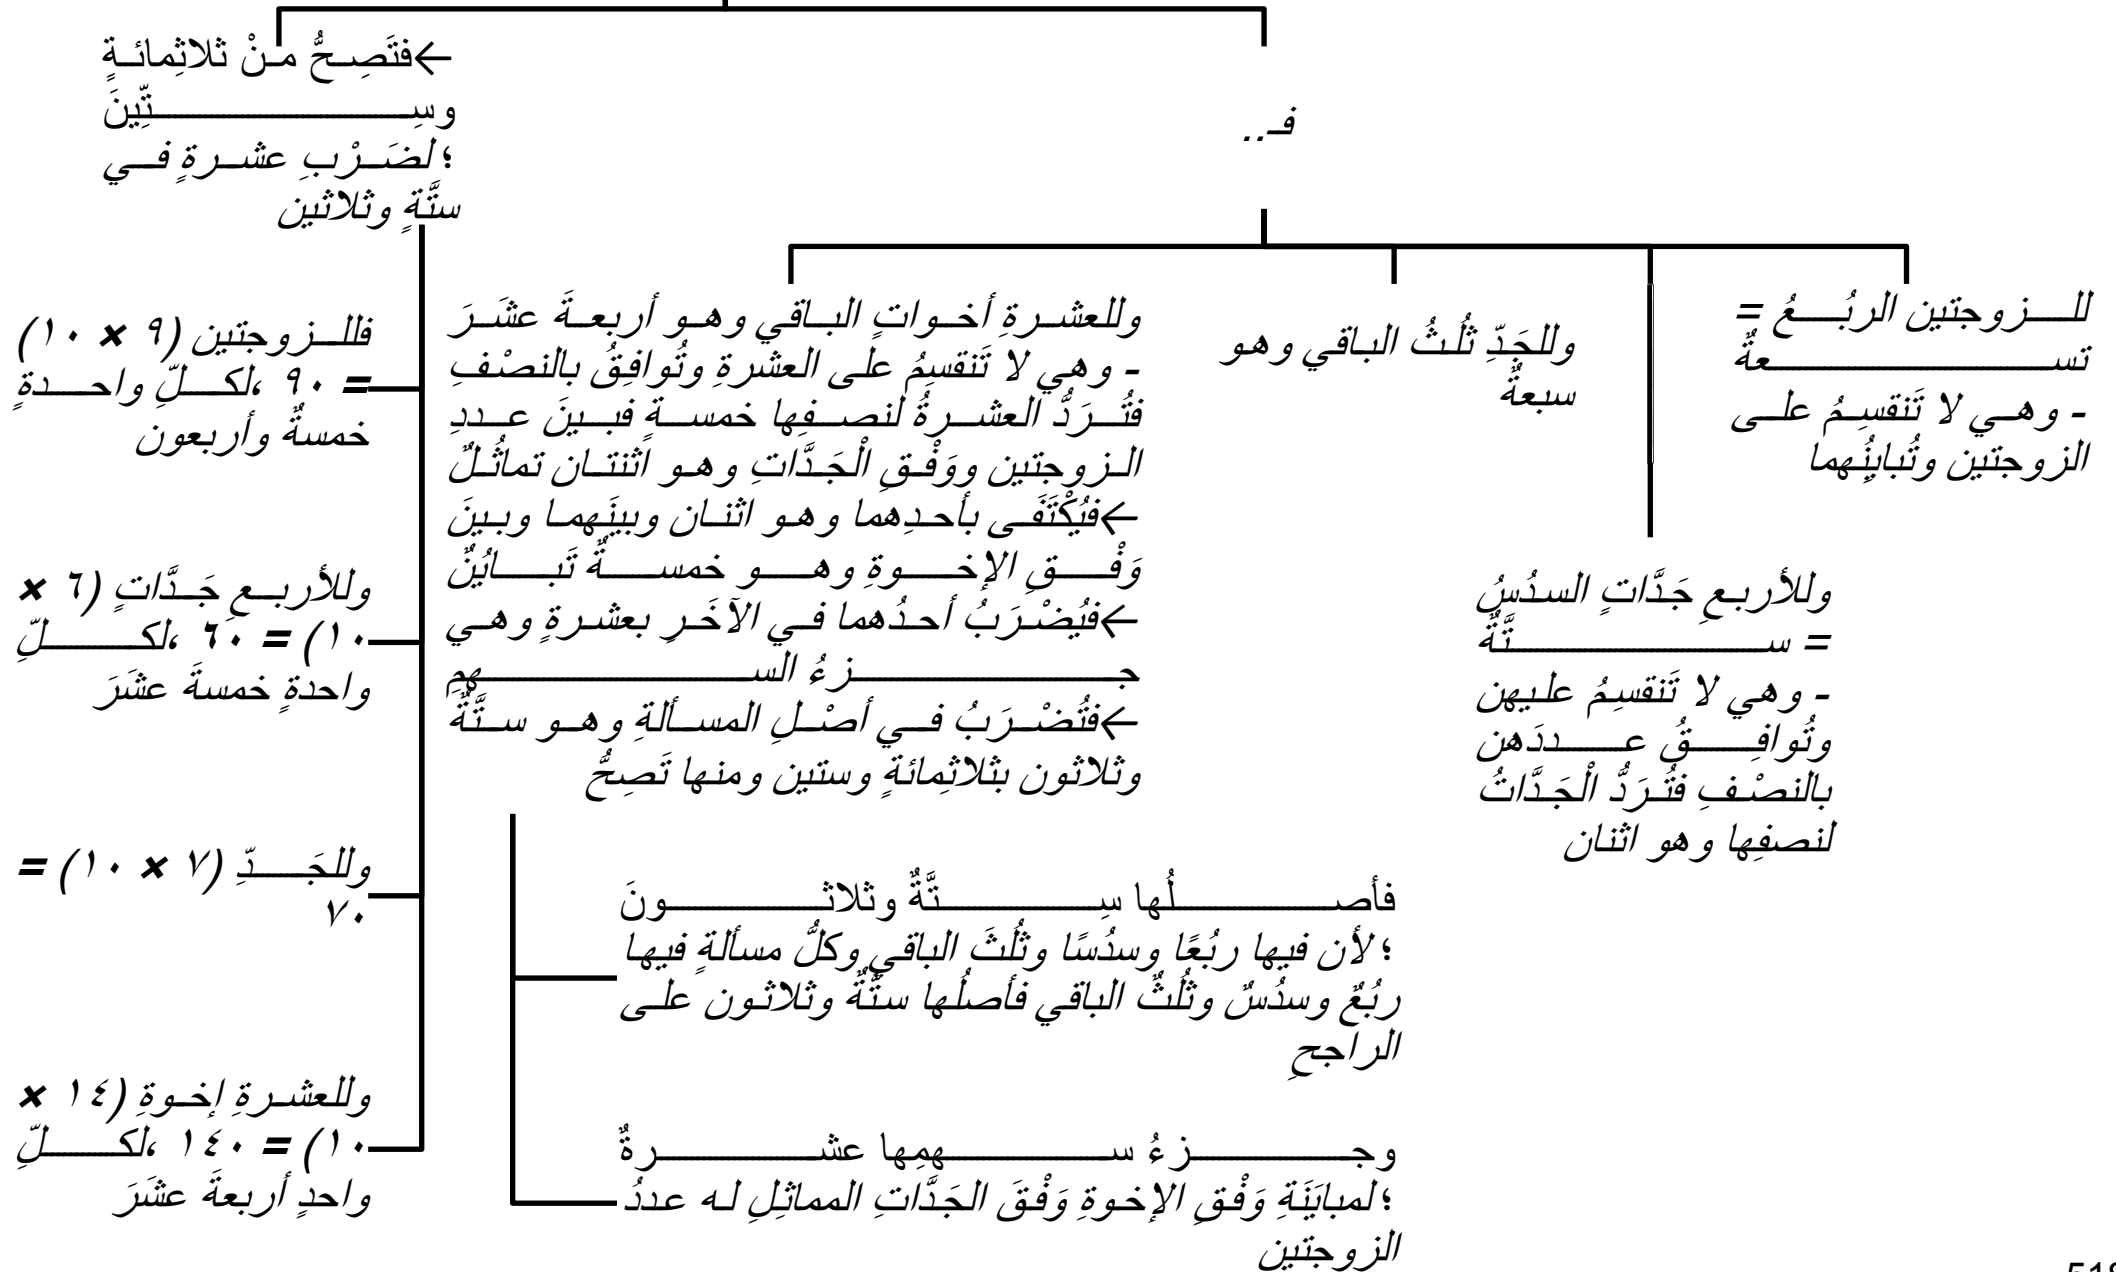 فـ..
للزوجتين الربُعُ =
تسعةٌ
- وهي لا تَنقسِمُ على
الزوجتين وتُبايِنُهما
وللأربعِ جَدَّاتٍ السدُسُ
= ستَّةٌ
- وهي لا تَنقسِمُ عليهن
وتُوافِقُ عددَهن
بالنصْفِ فتُرَدُّ الْجَدَّاتُ
لنصفِها وهو اثنان
وللجَدِّ ثُلثُ الباقي وهو
سبعةٌ
وللعشرةِ أخواتٍ الباقي وهو أربعةَ عشَرَ
- وهي لا تَنقسِمُ على العشرةِ وتُوافِقُ بالنصْفِ
فتُرَدُّ العشرةُ لنصفِها خمسةٍ فبينَ عددِ
الزوجتين ووَفْقِ الْجَدَّاتِ وهو اثنتان تماثُلٌ
←فيُكْتَفَى بأحدِهما وهو اثنان وبينَهما وبينَ
وَفْقِ الإخوةِ وهو خمسةٌ تَبايُنٌ
←فيُضْرَبُ أحدُهما في الآخَرِ بعشرةٍ وهي
جزءُ السهمِ
←فتُضْرَبُ في أصْلِ المسألةِ وهو ستَّةٌ
وثلاثون بثلاثِمائةٍ وستين ومنها تَصِحُّ
فأصلُها سِتَّةٌ وثلاثونَ
؛ لأن فيها ربُعًا وسدُسًا وثلُثَ الباقي وكلُّ مسألةٍ فيها
ربُعٌ وسدُسٌ وثلُثُ الباقي فأصلُها ستَّةٌ وثلاثون على
الراجحِ
وجزءُ سهمِها عشرةٌ
؛ لمبايَنَةِ وَفْقِ الإخوةِ وَفْقَ الجَدَّاتِ المماثِلِ له عددُ
الزوجتين
←فتَصِحُّ منْ ثلاثِمائةٍ
وسِتِّينَ
؛ لضَرْبِ عشرةٍ في
ستَّةٍ وثلاثين
فللزوجتين (٩ × ١٠)
= ٩٠ ،لكلِّ واحدةٍ
خمسةٌ وأربعون
وللأربعِ جَدَّاتٍ (٦ ×
١٠) = ٦٠ ،لكلِّ
واحدةٍ خمسةَ عشَرَ
وللجَدِّ (٧ × ١٠) =
٧٠
وللعشرةِ إخوةِ (١٤ ×
١٠) = ١٤٠ ،لكلِّ
واحدٍ أربعةَ عشَرَ